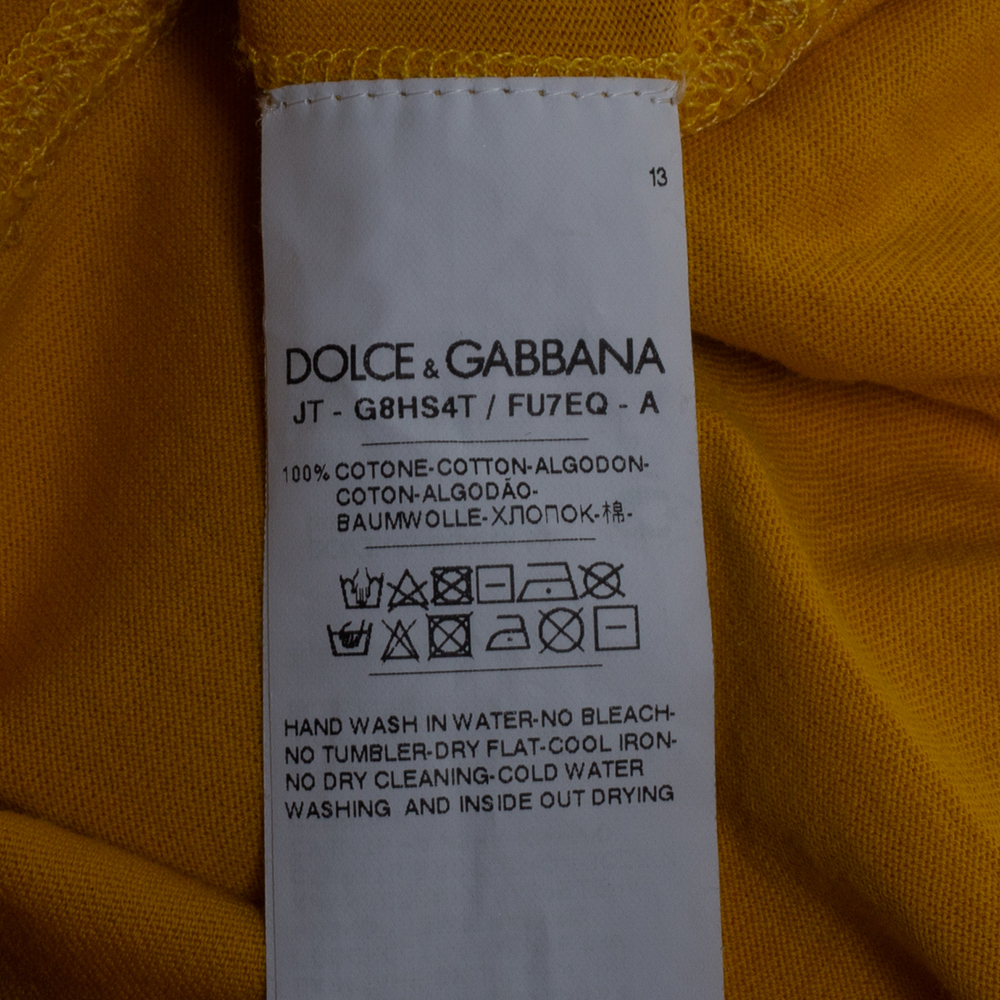 13
DOLCE & GABBANA
JT - G8HS4T / FU7EQ - A
100% COTONE-COTTON-ALGODON-
COTON-ALGODÃO-
BAUMWOLLE-ХЛОПОК-棉-
HAND WASH IN WATER-NO BLEACH-
NO TUMBLER-DRY FLAT-COOL IRON-
NO DRY CLEANING-COLD WATER
WASHING AND INSIDE OUT DRYING